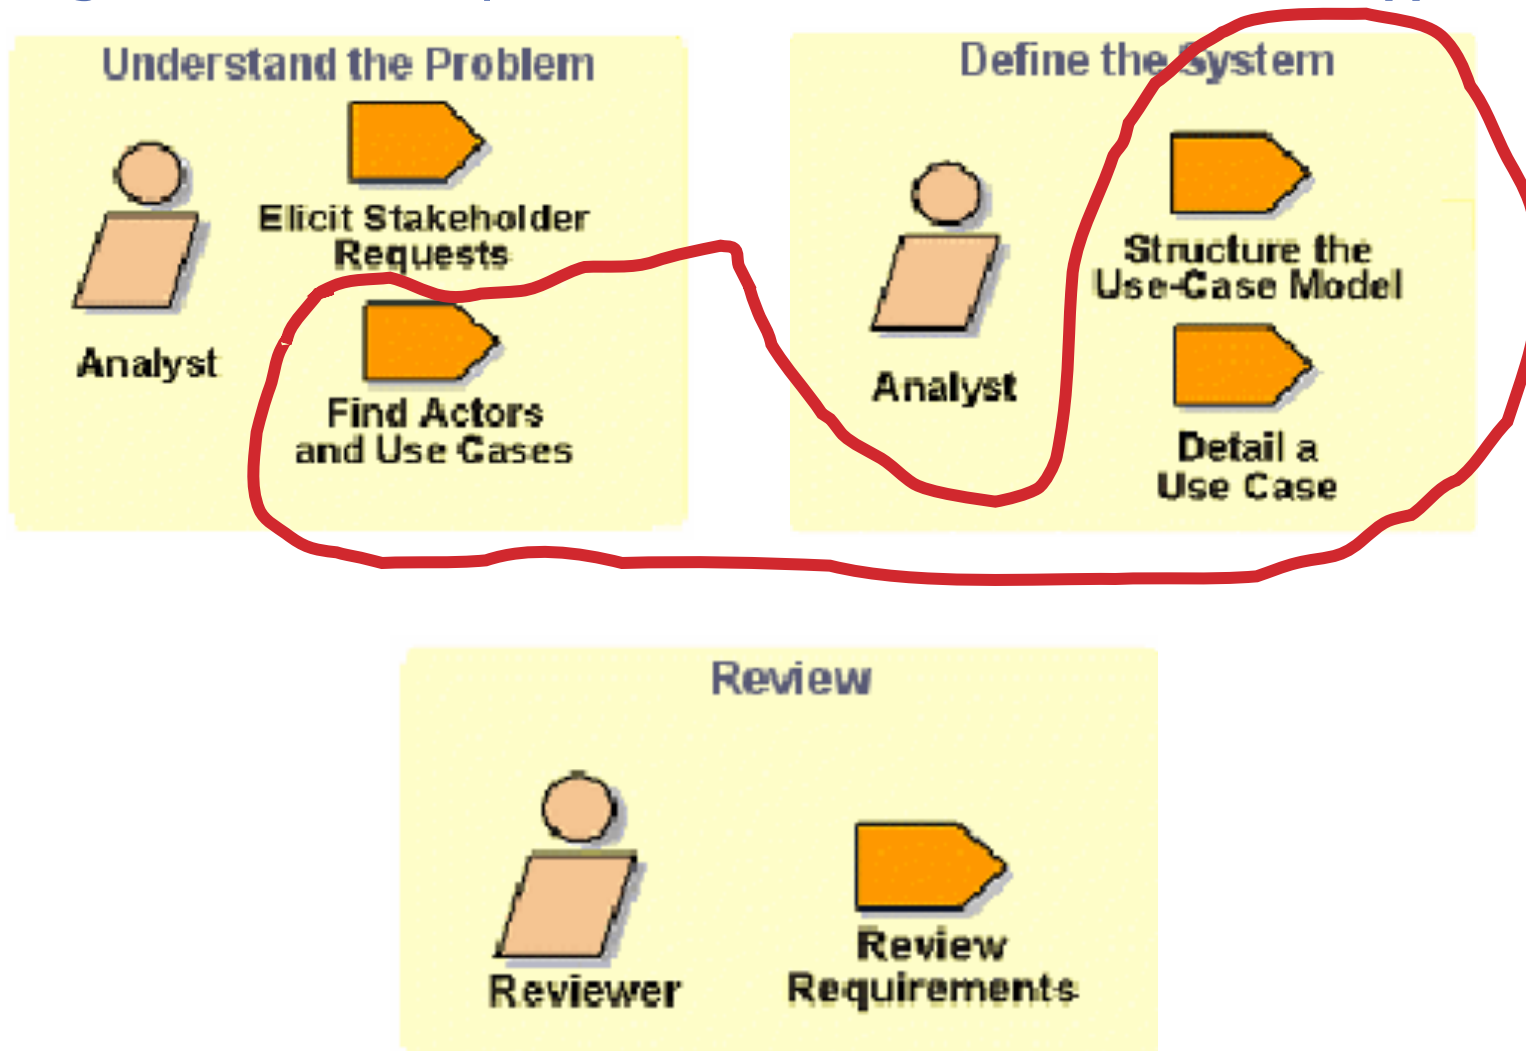 Understand the Problem
Elicit Stakeholder
Requests
Analyst
Find Actors
and Use Cases
Define the System
Structure the
Use-Case Model
Analyst
Detail a
Use Case
Review
Reviewer
Review
Requirements